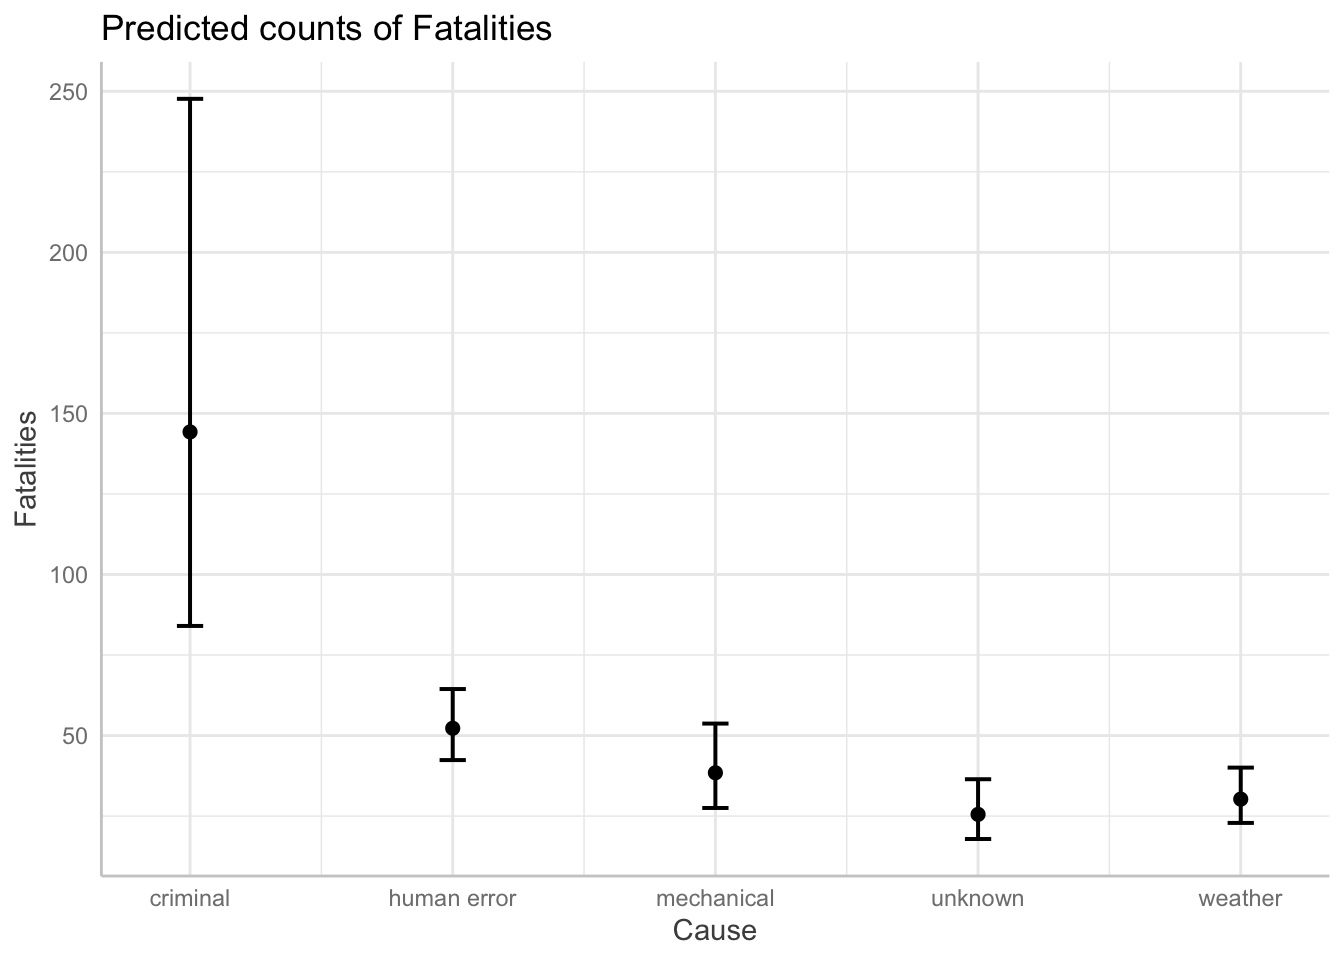 Predicted counts of Fatalities
250
200
150
100
50
Fatalities
criminal
human error
mechanical
unknown
weather
Cause